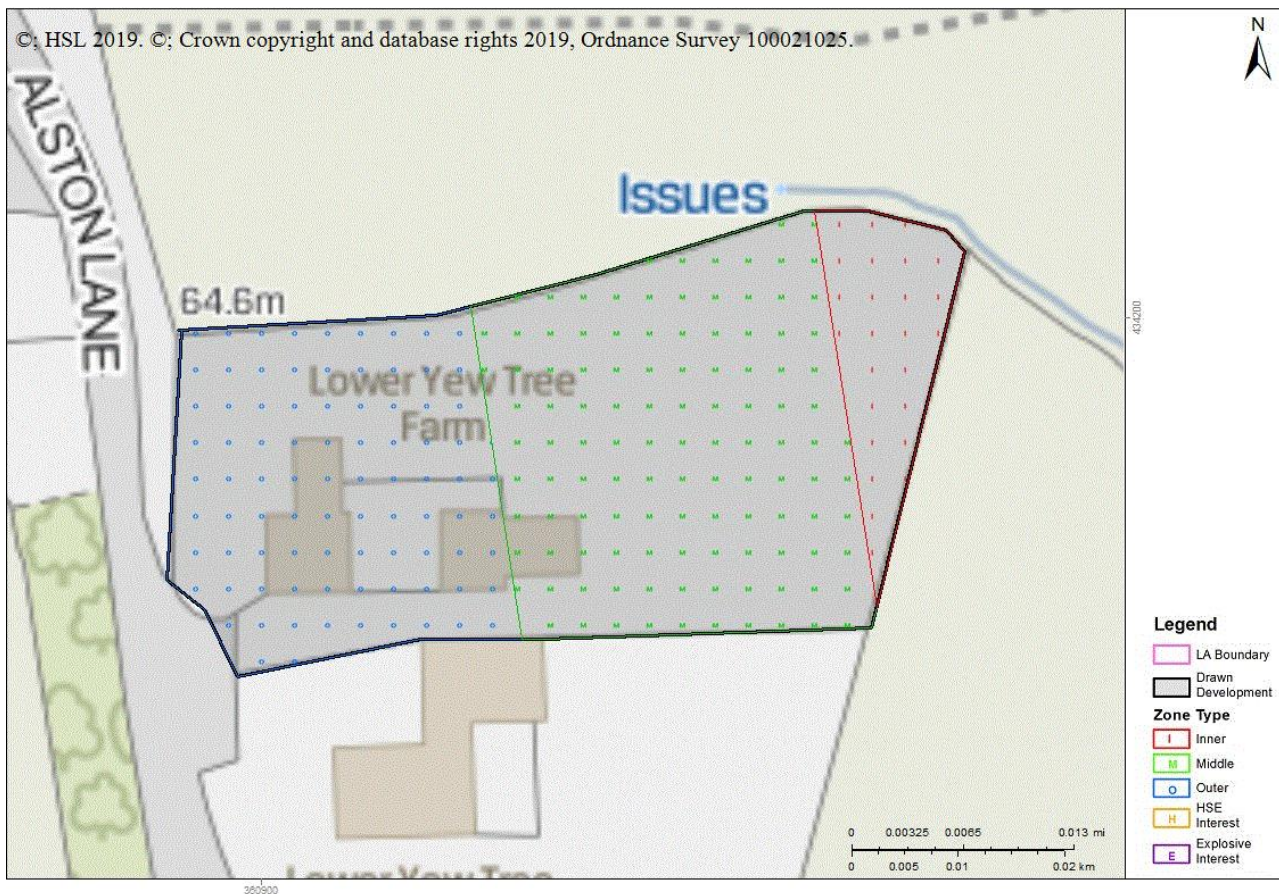 ©; HSL 2019. ©; Crown copyright and database rights 2019, Ordnance Survey 100021025.
N
ALSTON LANE
Issues
64.6m
Lower Yew Tree
Farm
434200
Legend
LA Boundary
Drawn
Development
Zone Type
I Inner
M Middle
O Outer
H HSE
Interest
E Explosive
Interest
0 0.00325 0.0065 0.013 mi
0 0.005 0.01 0.02 km
Lower Yew Tree
360900